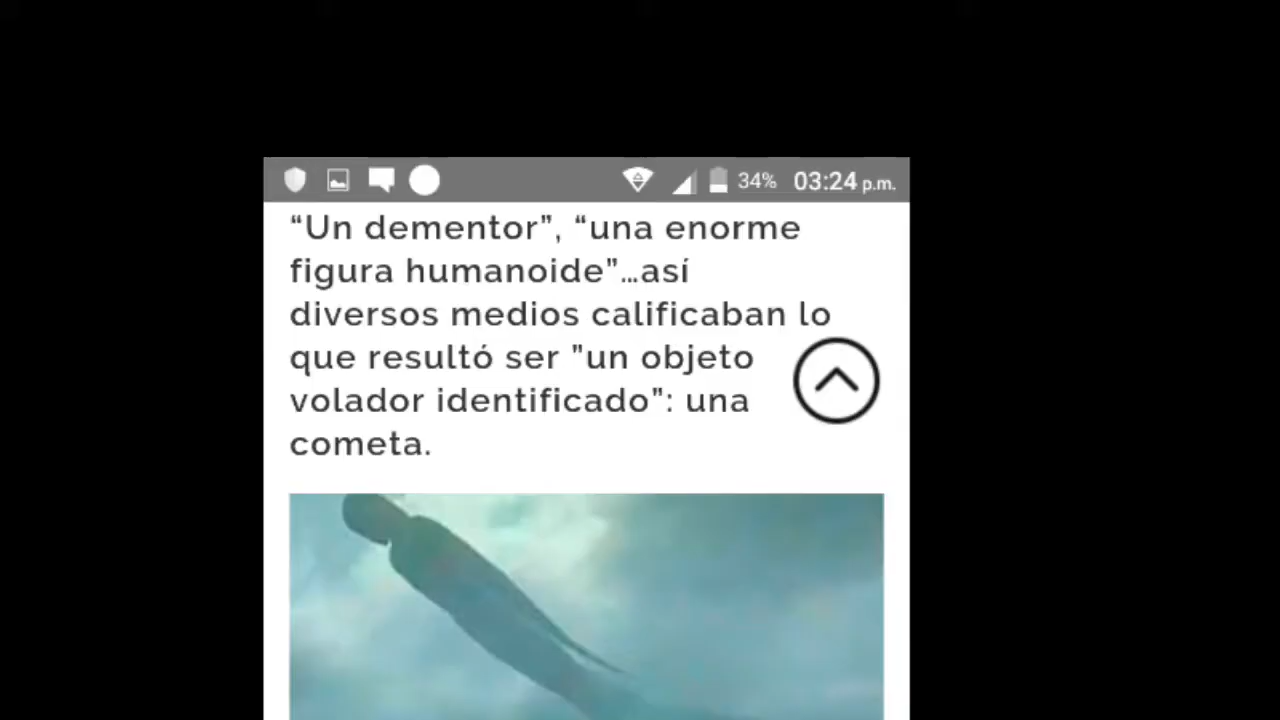 34% 03:24 p.m.
“Un dementor”, “una enorme
figura humanoide”...así
diversos medios calificaban lo
que resultó ser "un objeto
volador identificado": una
cometa.